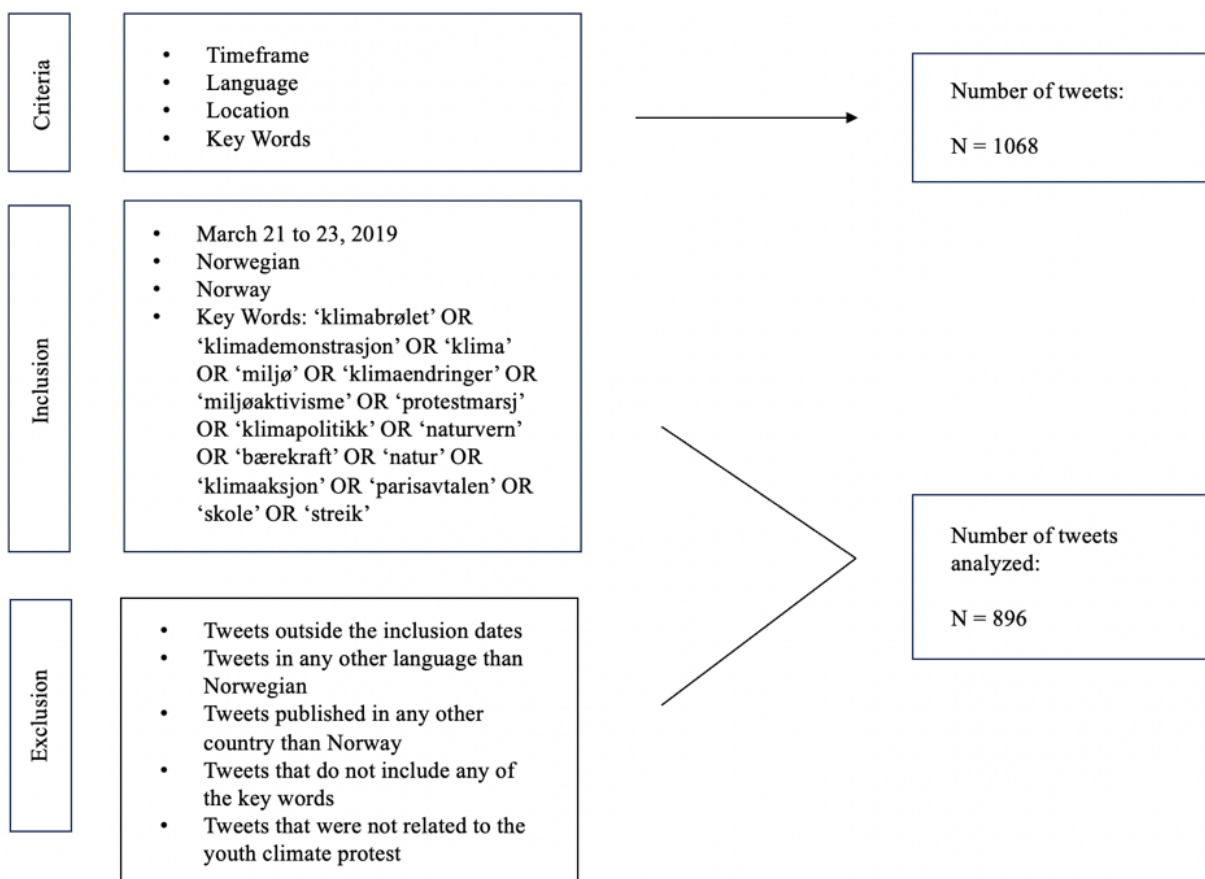 Criteria
• Timeframe
• Language
• Location
• Key Words
Number of tweets:
N = 1068
Inclusion
• March 21 to 23, 2019
• Norwegian
• Norway
• Key Words: ‘klimabrølet’ OR
‘klimademonstrasjon’ OR ‘klima’
OR ‘miljø’ OR ‘klimaendringer’ OR
‘miljøaktivisme’ OR ‘protestmarsj’
OR ‘klimapolitikk’ OR ‘naturvern’
OR ‘bærekraft’ OR ‘natur’ OR
‘klimaaksjon’ OR ‘parisavtalen’ OR
‘skole’ OR ‘streik’
Number of tweets
analyzed:
N = 896
Exclusion
• Tweets outside the inclusion dates
• Tweets in any other language than
Norwegian
• Tweets published in any other
country than Norway
• Tweets that do not include any of
the key words
• Tweets that were not related to the
youth climate protest